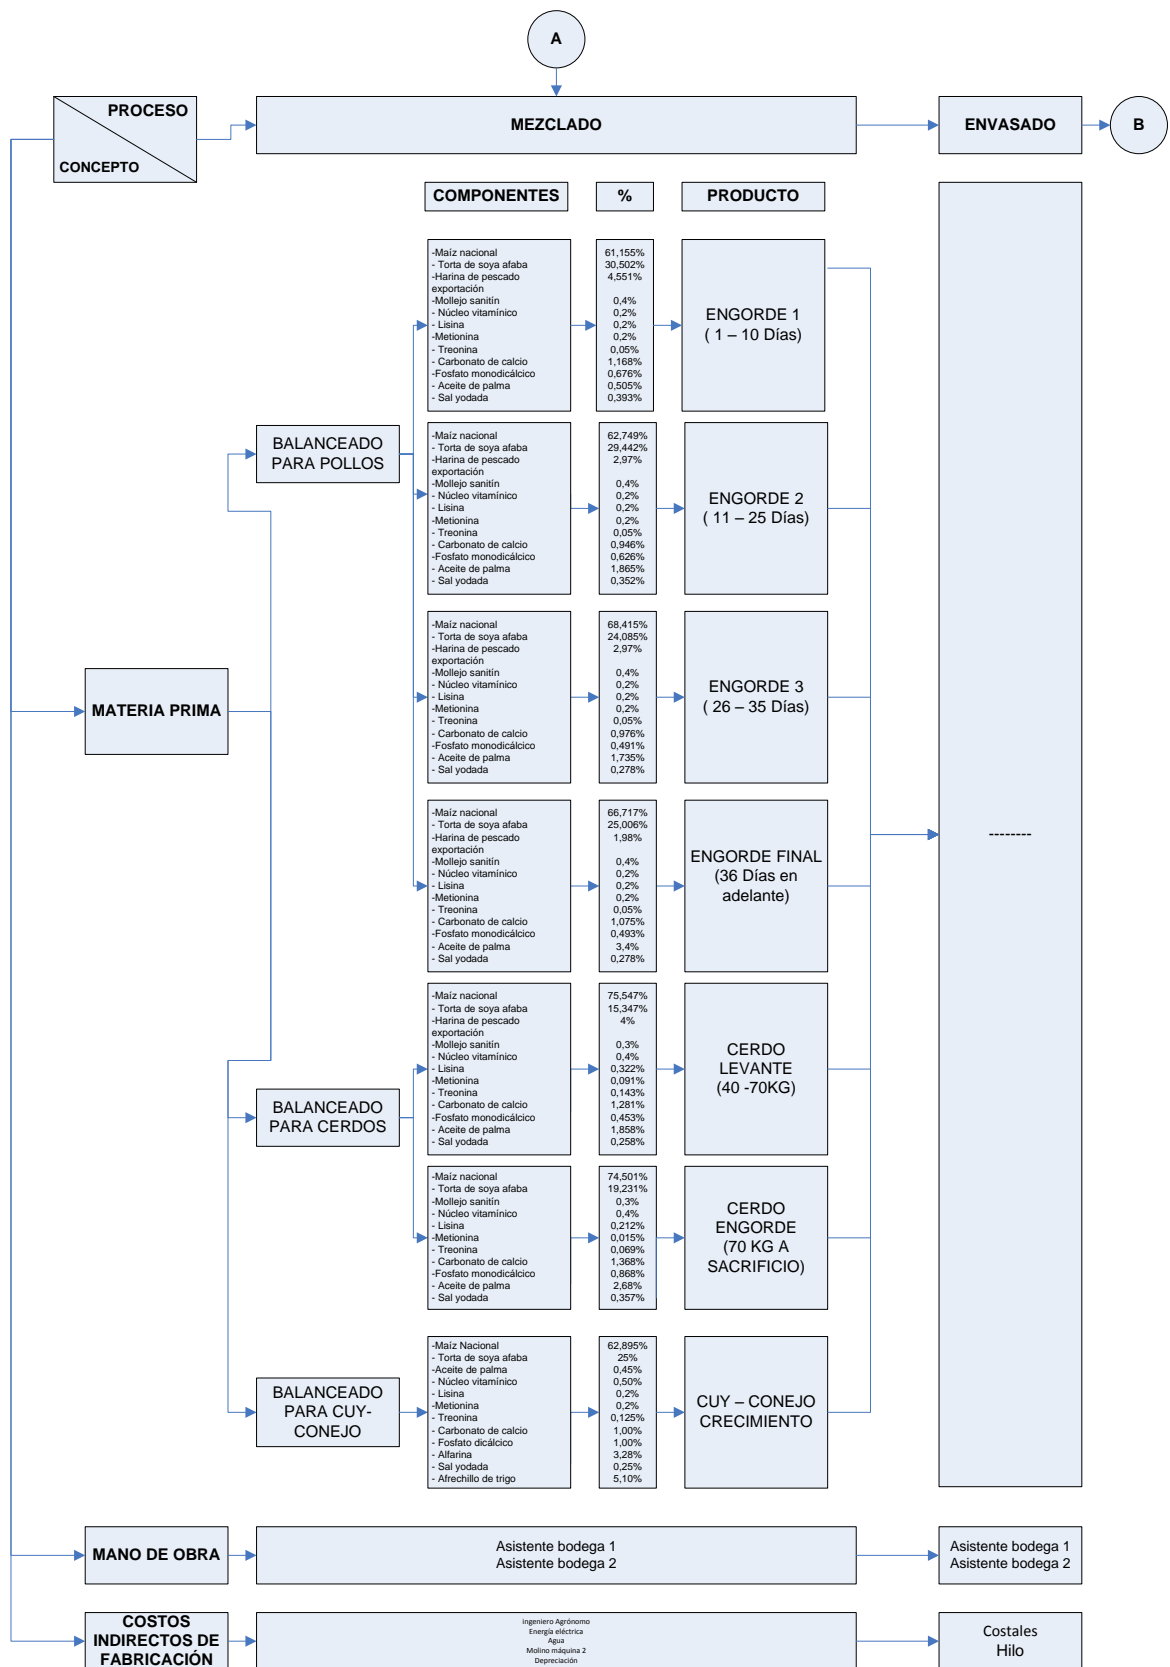 A
PROCESO
CONCEPTO
MEZCLADO
ENVASADO
B
COMPONENTES
%
PRODUCTO
-Maíz nacional
- Torta de soya afaba
-Harina de pescado
exportación
-Mollejo sanitín
- Núcleo vitamínico
- Lisina
-Metionina
- Treonina
- Carbonato de calcio
-Fosfato monodicálcico
- Aceite de palma
- Sal yodada
61,155%
30,502%
4,551%
0,4%
0,2%
0,2%
0,2%
0,05%
1,168%
0,676%
0,505%
0,393%
ENGORDE 1
( 1 – 10 Días)
BALANCEADO
PARA POLLOS
-Maíz nacional
- Torta de soya afaba
-Harina de pescado
exportación
-Mollejo sanitín
- Núcleo vitamínico
- Lisina
-Metionina
- Treonina
- Carbonato de calcio
-Fosfato monodicálcico
- Aceite de palma
- Sal yodada
62,749%
29,442%
2,97%
0,4%
0,2%
0,2%
0,2%
0,05%
0,946%
0,626%
1,865%
0,352%
ENGORDE 2
( 11 – 25 Días)
-Maíz nacional
- Torta de soya afaba
-Harina de pescado
exportación
-Mollejo sanitín
- Núcleo vitamínico
- Lisina
-Metionina
- Treonina
- Carbonato de calcio
-Fosfato monodicálcico
- Aceite de palma
- Sal yodada
68,415%
24,085%
2,97%
0,4%
0,2%
0,2%
0,2%
0,05%
0,976%
0,491%
1,735%
0,278%
ENGORDE 3
( 26 – 35 Días)
MATERIA PRIMA
-Maíz nacional
- Torta de soya afaba
-Harina de pescado
exportación
-Mollejo sanitín
- Núcleo vitamínico
- Lisina
-Metionina
- Treonina
- Carbonato de calcio
-Fosfato monodicálcico
- Aceite de palma
- Sal yodada
66,717%
25,006%
1,98%
0,4%
0,2%
0,2%
0,2%
0,05%
1,075%
0,493%
3,4%
0,278%
ENGORDE FINAL
(36 Días en
adelante)
--------
-Maíz nacional
- Torta de soya afaba
-Harina de pescado
exportación
-Mollejo sanitín
- Núcleo vitamínico
- Lisina
-Metionina
- Treonina
- Carbonato de calcio
-Fosfato monodicálcico
- Aceite de palma
- Sal yodada
75,547%
15,347%
4%
0,3%
0,4%
0,322%
0,091%
0,143%
1,281%
0,453%
1,858%
0,258%
CERDO
LEVANTE
(40 -70KG)
BALANCEADO
PARA CERDOS
-Maíz nacional
- Torta de soya afaba
-Mollejo sanitín
- Núcleo vitamínico
- Lisina
-Metionina
- Treonina
- Carbonato de calcio
-Fosfato monodicálcico
- Aceite de palma
- Sal yodada
74,501%
19,231%
0,3%
0,4%
0,212%
0,015%
0,069%
1,368%
0,868%
2,68%
0,357%
CERDO
ENGORDE
(70 KG A
SACRIFICIO)
BALANCEADO
PARA CUY-
CONEJO
-Maíz Nacional
- Torta de soya afaba
-Aceite de palma
- Núcleo vitamínico
- Lisina
-Metionina
- Treonina
- Carbonato de calcio
- Fosfato dicálcico
- Alfarina
- Sal yodada
- Afrechillo de trigo
62,895%
25%
0,45%
0,50%
0,2%
0,2%
0,125%
1,00%
1,00%
3,28%
0,25%
5,10%
CUY – CONEJO
CRECIMIENTO
MANO DE OBRA
Asistente bodega 1
Asistente bodega 2
Asistente bodega 1
Asistente bodega 2
COSTOS
INDIRECTOS DE
FABRICACIÓN
Ingeniero Agrónomo
Energía eléctrica
Agua
Molino máquina 2
Depreciación
Costales
Hilo